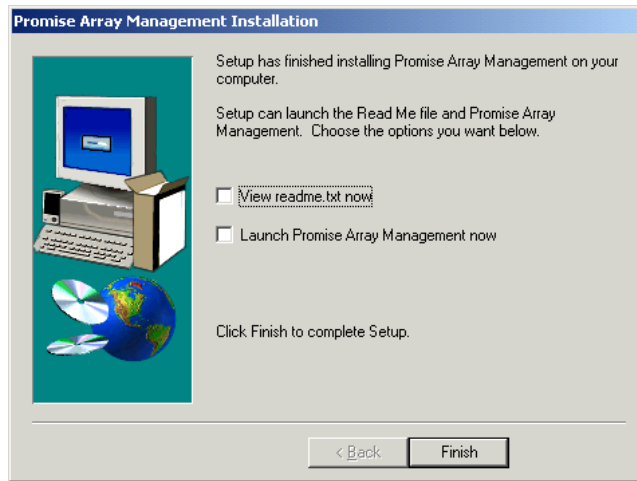 Promise Array Management Installation
Setup has finished installing Promise Array Management on your
computer.
Setup can launch the Read Me file and Promise Array
Management. Choose the options you want below.
View readme.txt now
Launch Promise Array Management now
Click Finish to complete Setup.
< Back
Finish